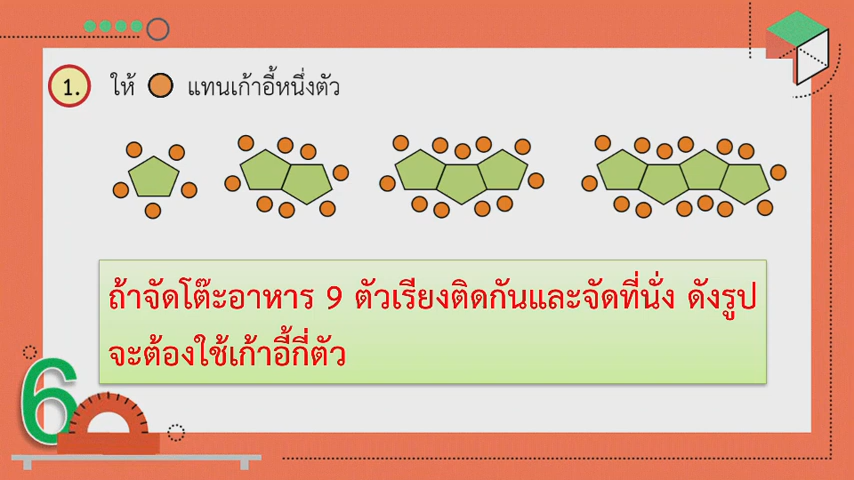 1. ให้ แทนเก้าอี้หนึ่งตัว
ถ้าจัดโต๊ะอาหาร 9 ตัวเรียงติดกันและจัดที่นั่ง ดังรูป
จะต้องใช้เก้าอี้กี่ตัว
6